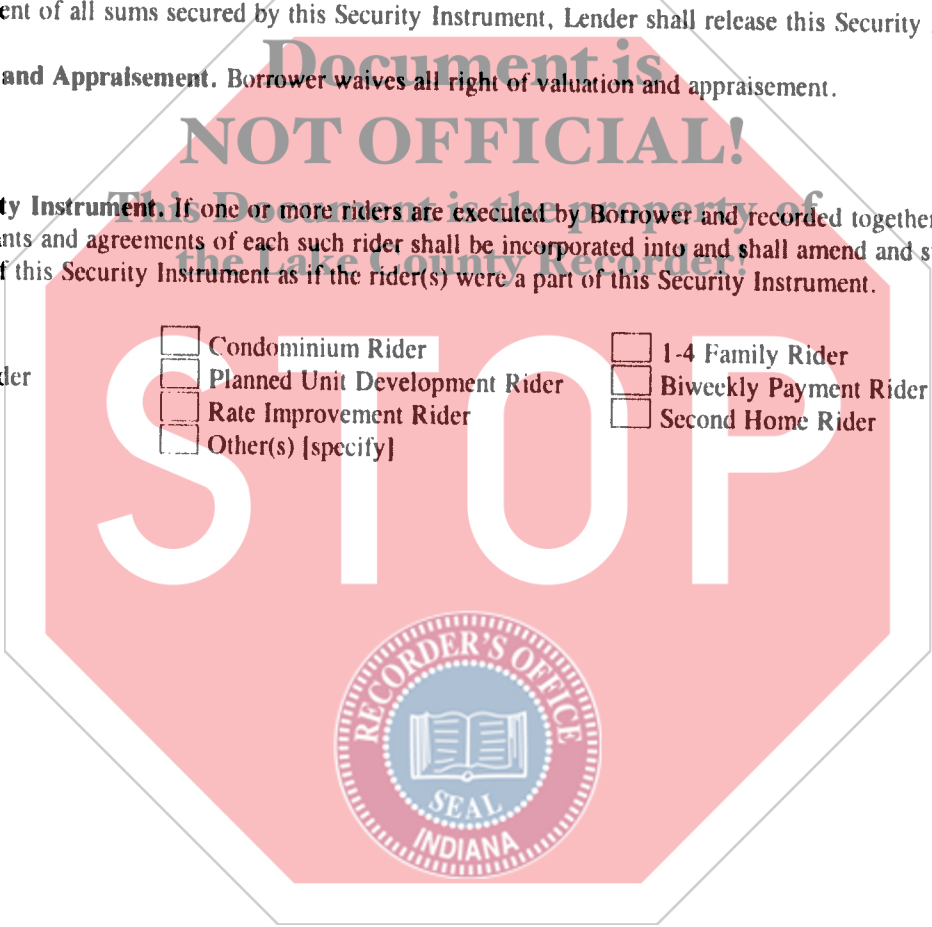 ent of all sums secured by this Security Instrument, Lender shall release this Security
Document is
and Appraisement. Borrower waives all right of valuation and appraisement.
NOT OFFICIAL!
This Document is the property of
ty Instrument. If one or more riders are executed by Borrower and recorded together
nts and agreements of each such rider shall be incorporated into and shall amend and s
the Lake County Recorder!
f this Security Instrument as if the rider(s) were a part of this Security Instrument.
Condominium Rider 1-4 Family Rider
der Planned Unit Development Rider Biweekly Payment Rider
Rate Improvement Rider Second Home Rider
Other(s) [specify]
STOP
RECORDER'S OFFICE
SEAL
INDIANA